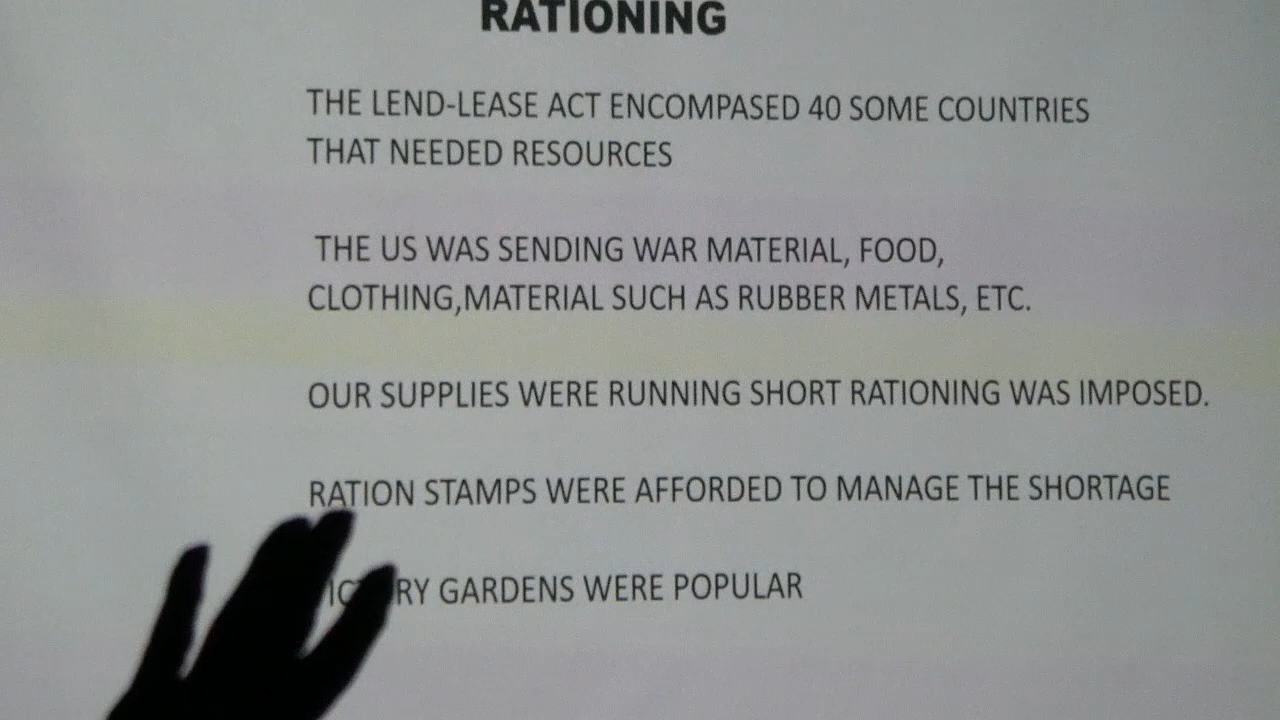 RATIONING
THE LEND-LEASE ACT ENCOMPASED 40 SOME COUNTRIES
THAT NEEDED RESOURCES
THE US WAS SENDING WAR MATERIAL, FOOD,
CLOTHING,MATERIAL SUCH AS RUBBER METALS, ETC.
OUR SUPPLIES WERE RUNNING SHORT RATIONING WAS IMPOSED.
RATION STAMPS WERE AFFORDED TO MANAGE THE SHORTAGE
GARDENS WERE POPULAR